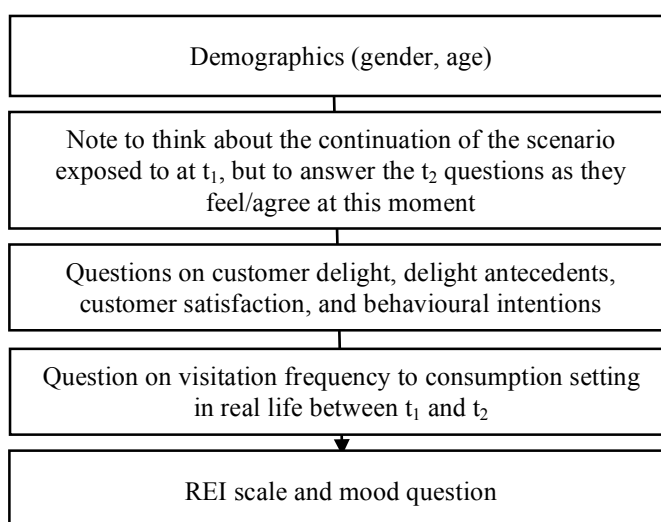 Demographics (gender, age)
Note to think about the continuation of the scenario
exposed to at t₁, but to answer the t₂ questions as they
feel/agree at this moment
Questions on customer delight, delight antecedents,
customer satisfaction, and behavioural intentions
Question on visitation frequency to consumption setting
in real life between t₁ and t₂
REI scale and mood question